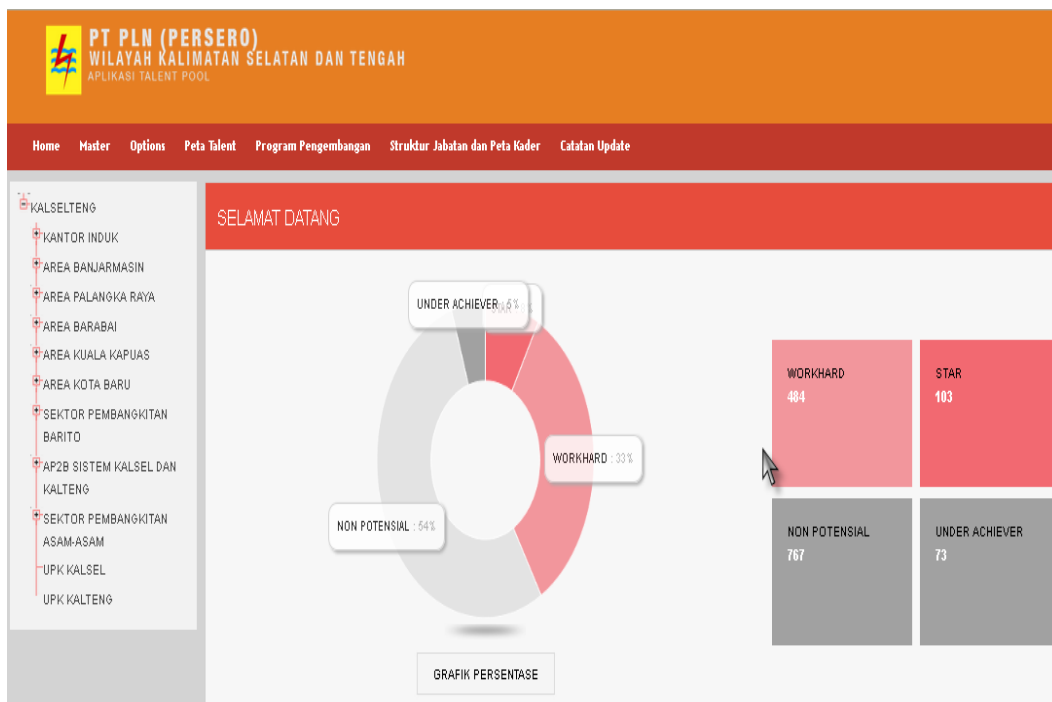 PT PLN (PERSERO)
WILAYAH KALIMATAN SELATAN DAN TENGAH
APLIKASI TALENT POOL
Home Master Options Peta Talent Program Pengembangan Struktur Jabatan dan Peta Kader Catatan Update
KALSELTENG
KANTOR INDUK
AREA BANJARMASIN
AREA PALANGKA RAYA
AREA BARABAI
AREA KUALA KAPUAS
AREA KOTA BARU
SEKTOR PEMBANGKITAN
BARITO
AP2B SISTEM KALSEL DAN
KALTENG
SEKTOR PEMBANGKITAN
ASAM-ASAM
UPK KALSEL
UPK KALTENG
SELAMAT DATANG
UNDER ACHIEVER
WORKHARD : 33%
NON POTENSIAL : 54%
GRAFIK PERSENTASE
WORKHARD
484
STAR
103
NON POTENSIAL
767
UNDER ACHIEVER
73